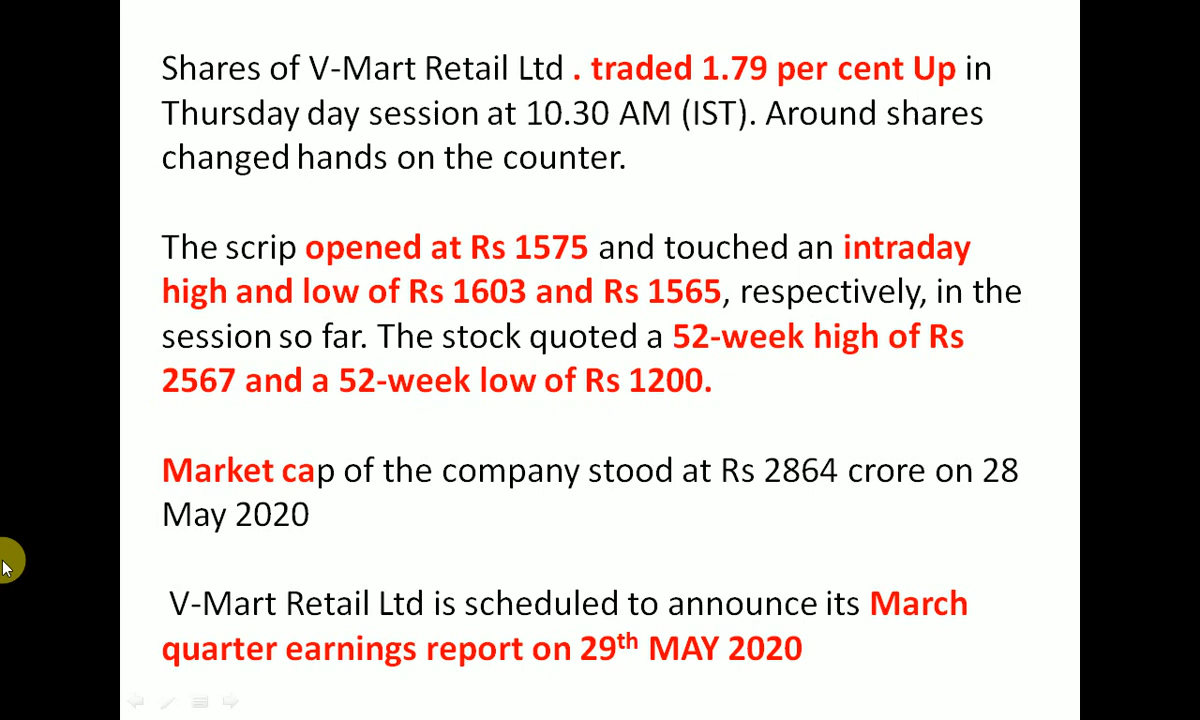 Shares of V-Mart Retail Ltd . traded 1.79 per cent Up in
Thursday day session at 10.30 AM (IST). Around shares
changed hands on the counter.
The scrip opened at Rs 1575 and touched an intraday
high and low of Rs 1603 and Rs 1565, respectively, in the
session so far. The stock quoted a 52-week high of Rs
2567 and a 52-week low of Rs 1200.
Market cap of the company stood at Rs 2864 crore on 28
May 2020
V-Mart Retail Ltd is scheduled to announce its March
quarter earnings report on 29th MAY 2020